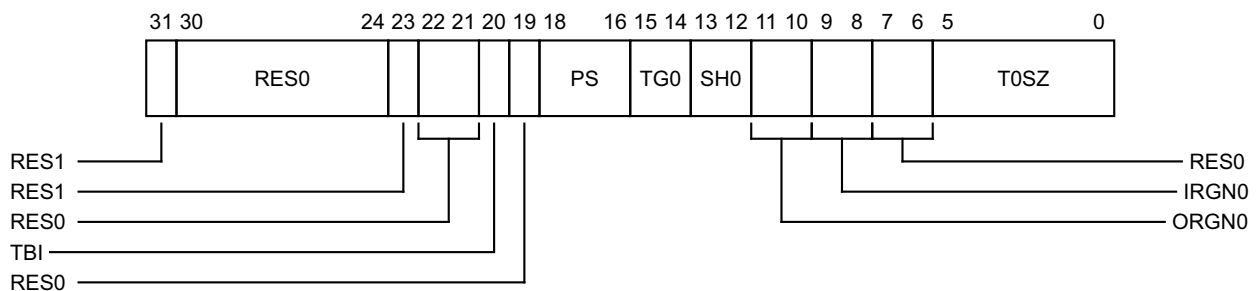 31 30 24 23 22 21 20 19 18 16 15 14 13 12 11 10 9 8 7 6 5 0
RES0 PS TG0 SH0 T0SZ
RES1 RES0
RES1 IRGN0
RES0 ORGN0
TBI
RES0